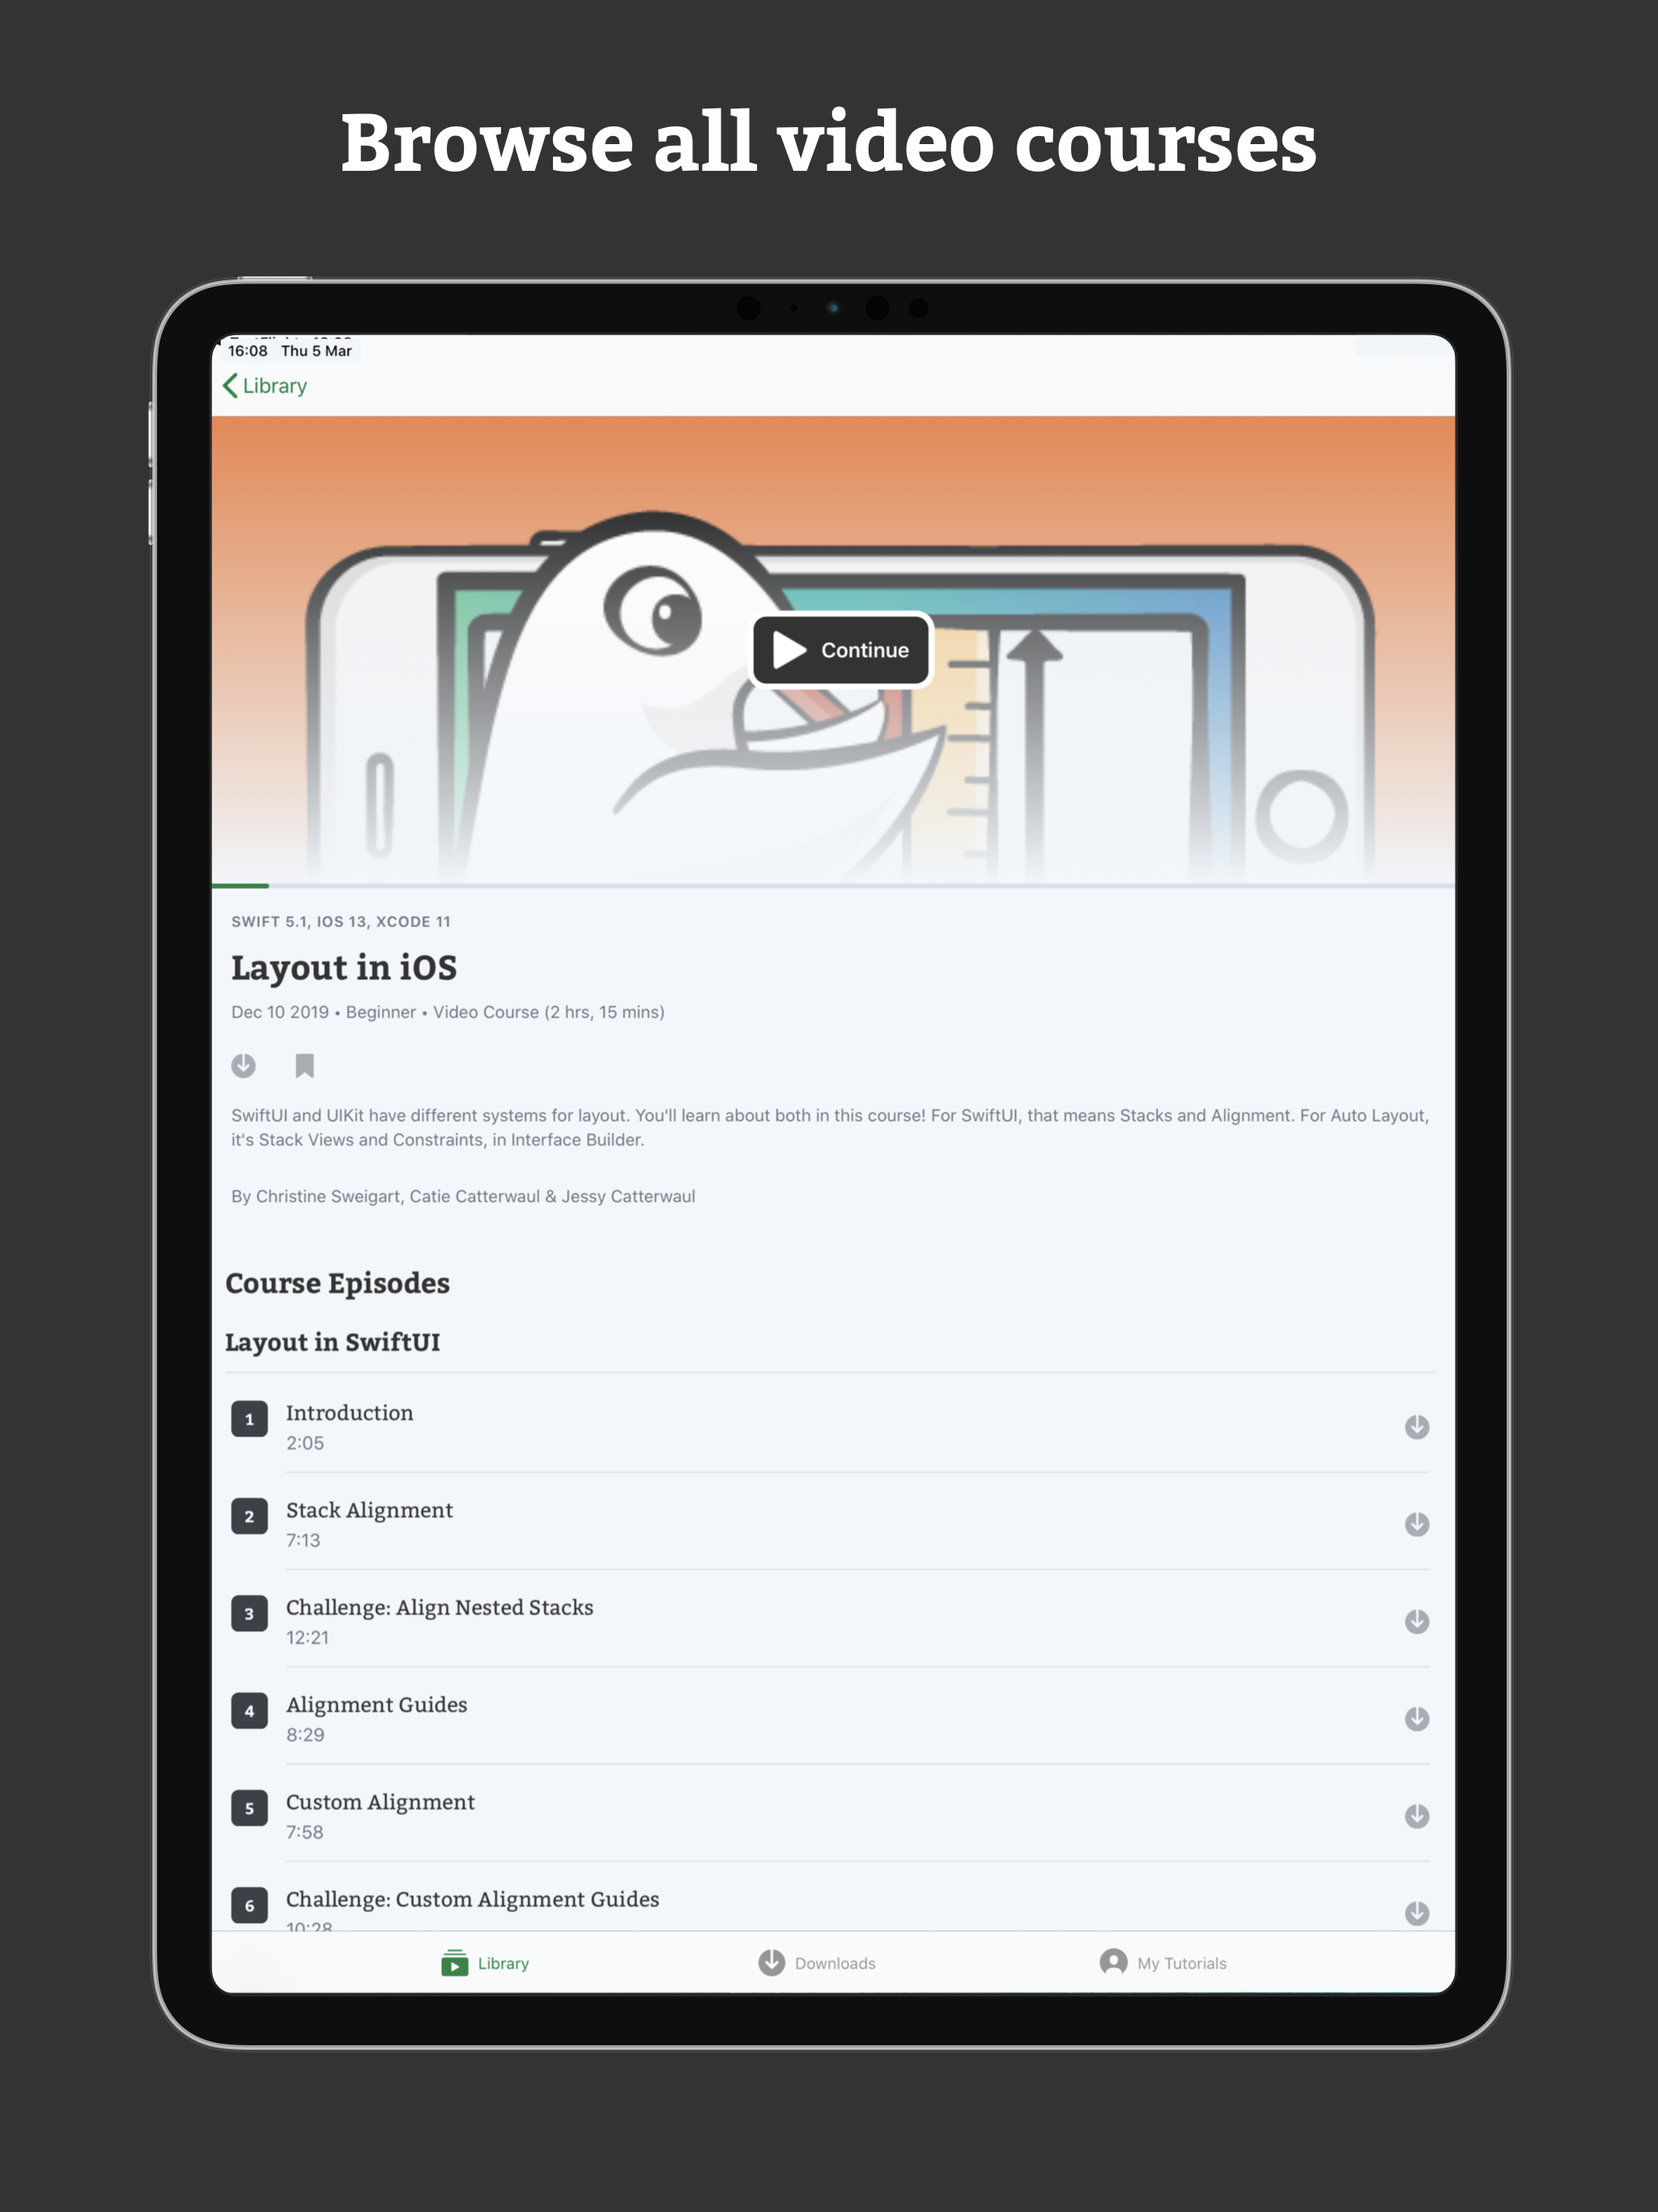 Browse all video courses
16:08 Thu 5 Mar
Library
Continue
SWIFT 5.1, IOS 13, XCODE 11
Layout in iOS
Dec 10 2019 • Beginner • Video Course (2 hrs, 15 mins)
SwiftUI and UIKit have different systems for layout. You'll learn about both in this course! For SwiftUI, that means Stacks and Alignment. For Auto Layout,
it's Stack Views and Constraints, in Interface Builder.
By Christine Sweigart, Catie Catterwaul & Jessy Catterwaul
Course Episodes
Layout in SwiftUI
1 Introduction
2:05
2 Stack Alignment
7:13
3 Challenge: Align Nested Stacks
12:21
4 Alignment Guides
8:29
5 Custom Alignment
7:58
6 Challenge: Custom Alignment Guides
10:28
Library Downloads My Tutorials